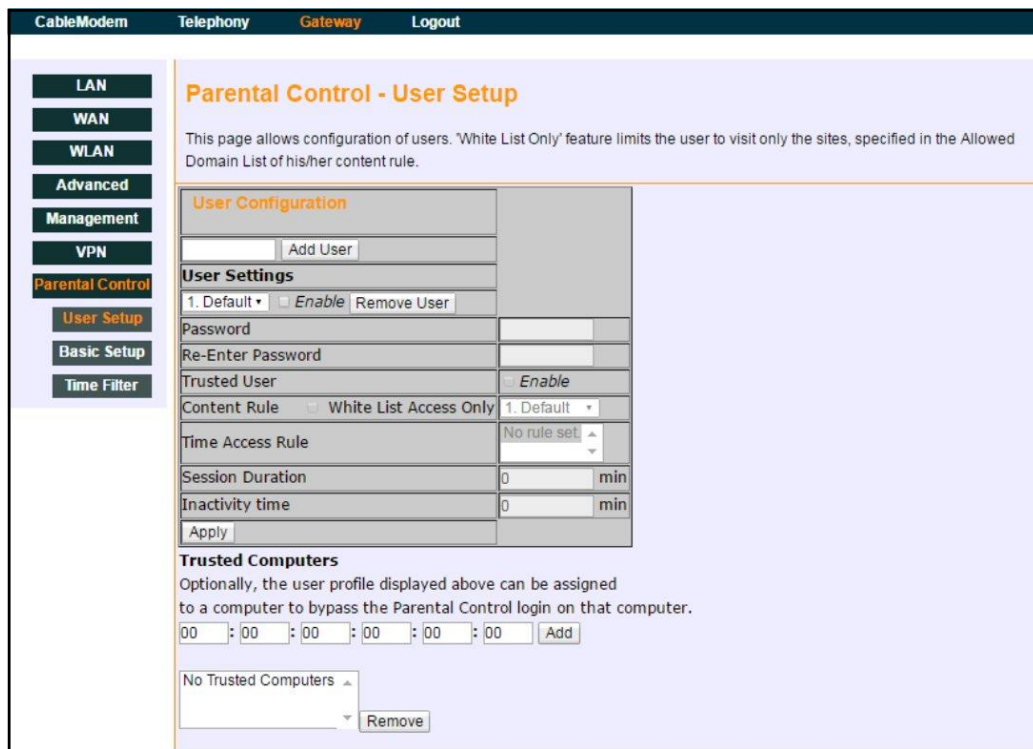 CableModem Telephony Gateway Logout
LAN
WAN
WLAN
Advanced
Management
VPN
Parental Control
User Setup
Basic Setup
Time Filter
Parental Control - User Setup
This page allows configuration of users. 'White List Only' feature limits the user to visit only the sites, specified in the Allowed
Domain List of his/her content rule.
User Configuration
Add User
User Settings
1. Default Enable Remove User
Password
Re-Enter Password
Trusted User Enable
Content Rule White List Access Only 1. Default
Time Access Rule No rule set.
Session Duration 0 min
Inactivity time 0 min
Apply
Trusted Computers
Optionally, the user profile displayed above can be assigned
to a computer to bypass the Parental Control login on that computer.
00 : 00 : 00 : 00 : 00 : 00 Add
No Trusted Computers
Remove